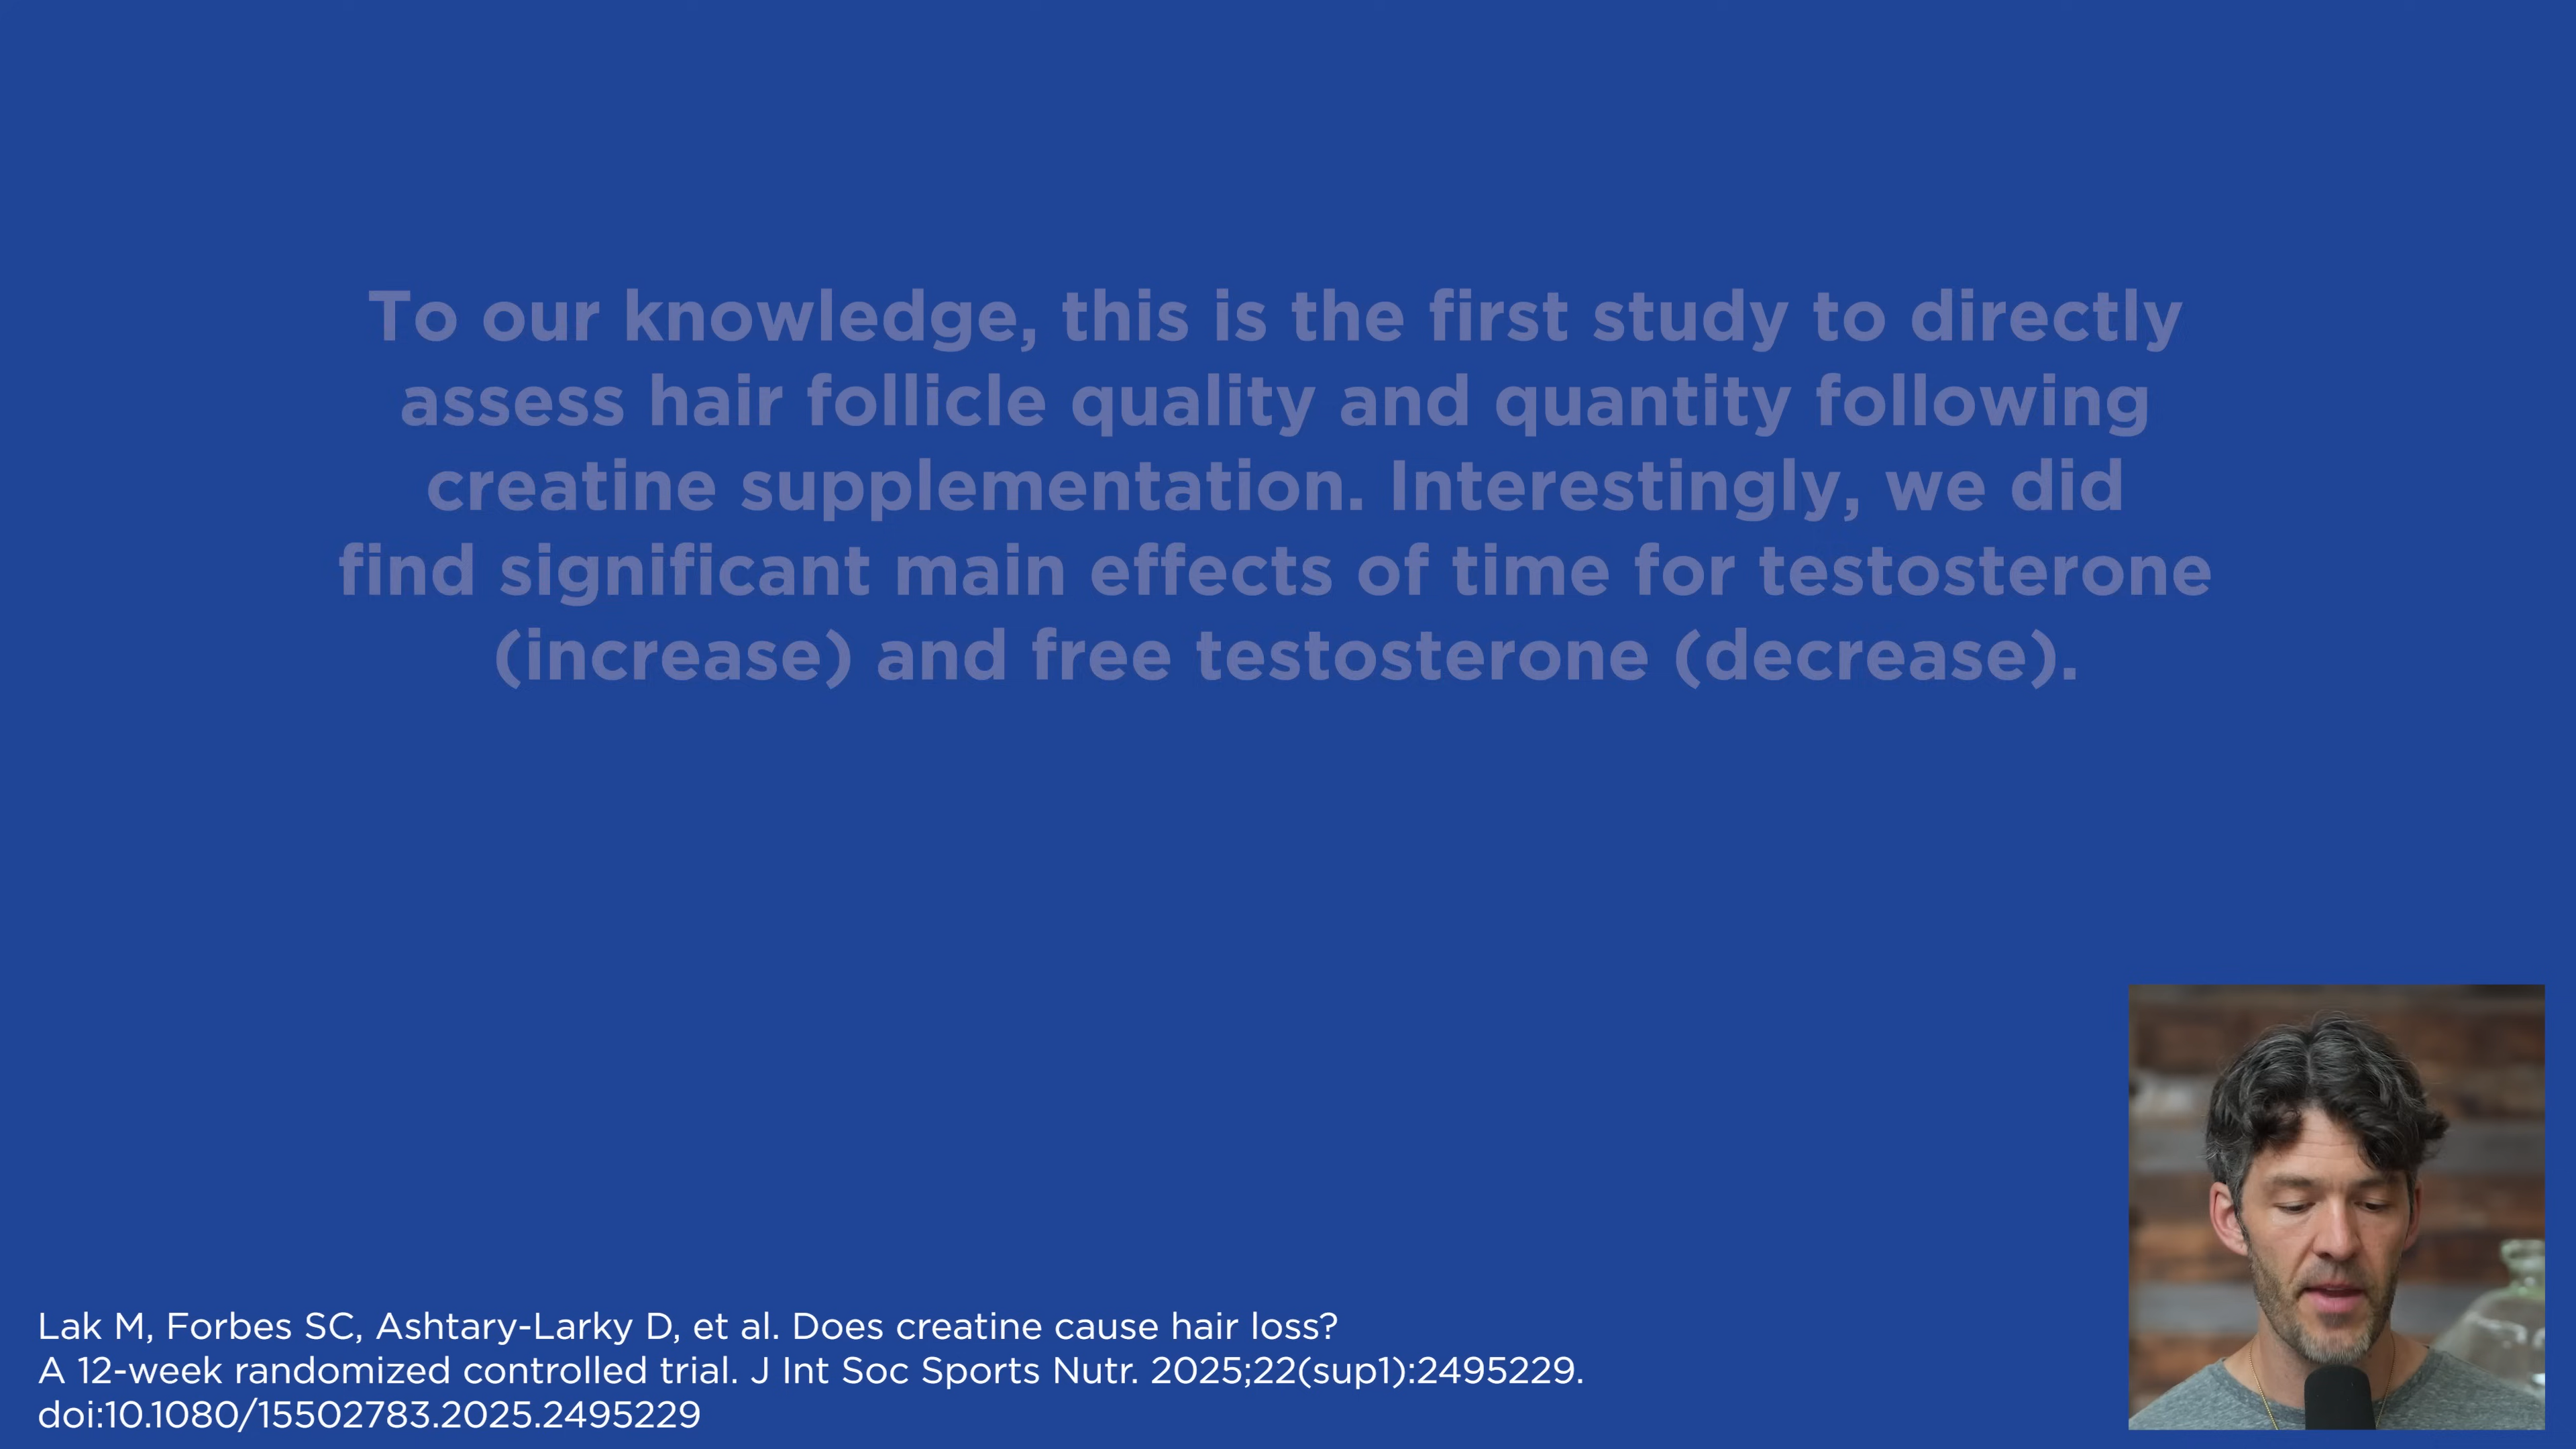 To our knowledge, this is the first study to directly
assess hair follicle quality and quantity following
creatine supplementation. Interestingly, we did
find significant main effects of time for testosterone
(increase) and free testosterone (decrease).
Lak M, Forbes SC, Ashtary-Larky D, et al. Does creatine cause hair loss?
A 12-week randomized controlled trial. J Int Soc Sports Nutr. 2025;22(sup1):2495229.
doi:10.1080/15502783.2025.2495229